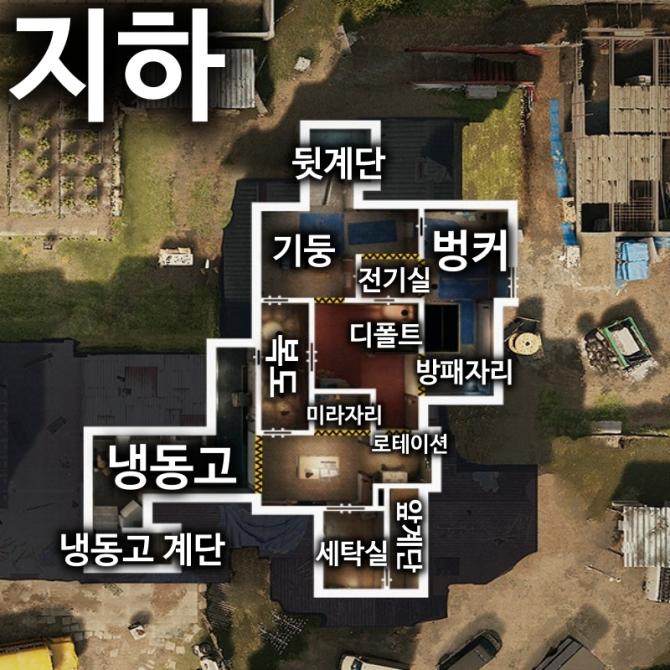 지하
뒷계단
기둥
벙커
전기실
디폴트
복도
방패자리
미라자리
로테이션
냉동고
앞계단
냉동고 계단
세탁실